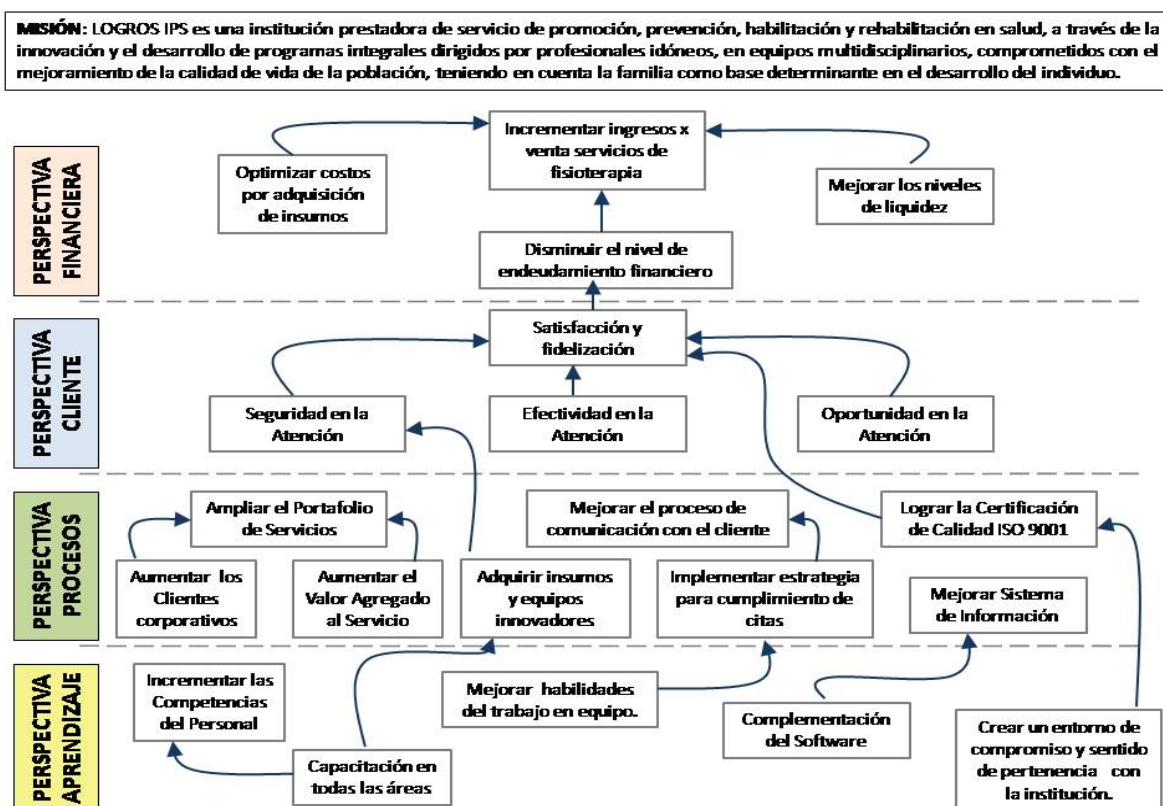 MISIÓN: LOGROS IPS es una institución prestadora de servicio de promoción, prevención, habilitación y rehabilitación en salud, a través de la
innovación y el desarrollo de programas integrales dirigidos por profesionales idóneos, en equipos multidisciplinarios, comprometidos con el
mejoramiento de la calidad de vida de la población, teniendo en cuenta la familia como base determinante en el desarrollo del individuo.
PERSPECTIVA
FINANCIERA
Incrementar ingresos x
venta servicios de
fisioterapia
Optimizar costos
por adquisición
de insumos
Mejorar los niveles
de liquidez
Disminuir el nivel de
endeudamiento financiero
PERSPECTIVA
CLIENTE
Satisfacción y
fidelización
Seguridad en la
Atención
Efectividad en la
Atención
Oportunidad en la
Atención
PERSPECTIVA
PROCESOS
Ampliar el Portafolio
de Servicios
Mejorar el proceso de
comunicación con el cliente
Lograr la Certificación
de Calidad ISO 9001
Aumentar los
Clientes
corporativos
Aumentar el
Valor Agregado
al Servicio
Adquirir insumos
y equipos
innovadores
Implementar estrategia
para cumplimiento de
citas
Mejorar Sistema
de Información
PERSPECTIVA
APRENDIZAJE
Incrementar las
Competencias
del Personal
Mejorar habilidades
del trabajo en equipo.
Complementación
del Software
Crear un entorno de
compromiso y sentido
de pertenencia con
la institución.
Capacitación en
todas las áreas